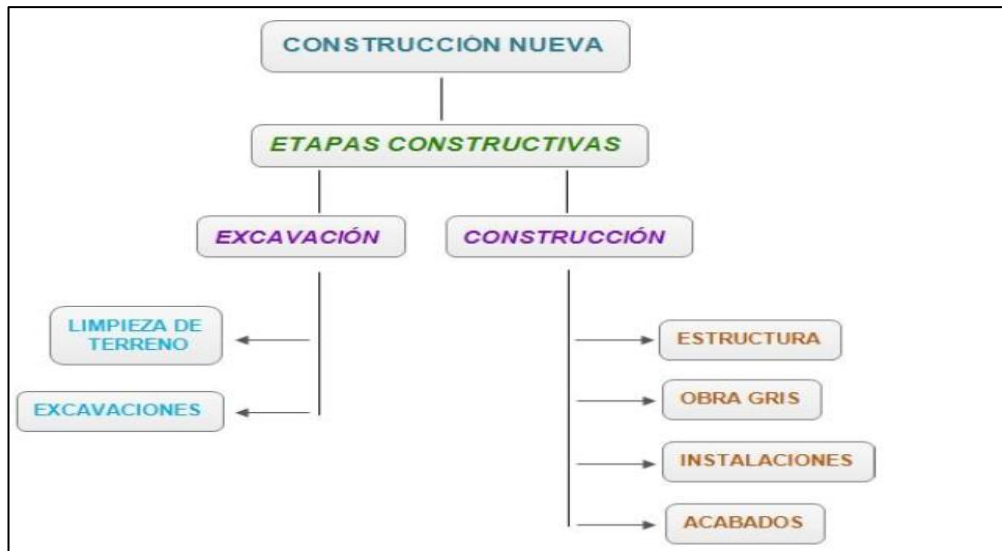 CONSTRUCCIÓN NUEVA
ETAPAS CONSTRUCTIVAS
EXCAVACIÓN
CONSTRUCCIÓN
LIMPIEZA DE
TERRENO
EXCAVACIONES
ESTRUCTURA
OBRA GRIS
INSTALACIONES
ACABADOS